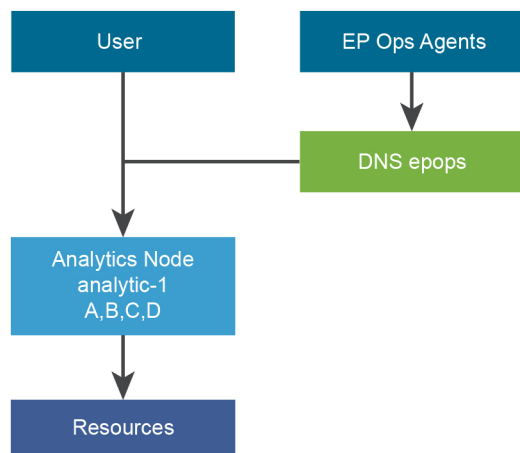 User
EP Ops Agents
DNS epops
Analytics Node
analytic-1
A,B,C,D
Resources